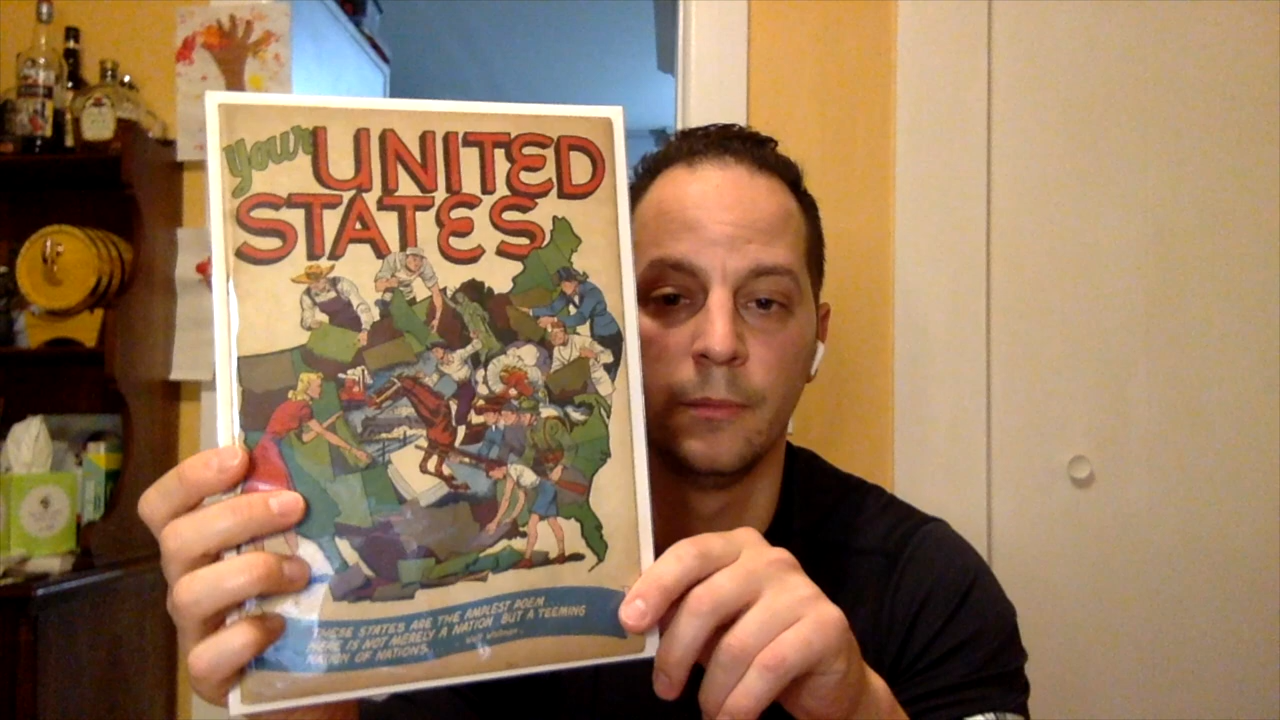 Your UNITED
STATES
THESE STATES ARE THE AMPLEST POEM
HERE IS NOT MERELY A NATION BUT A TEEMING
NATION OF NATIONS. - Walt Whitman -